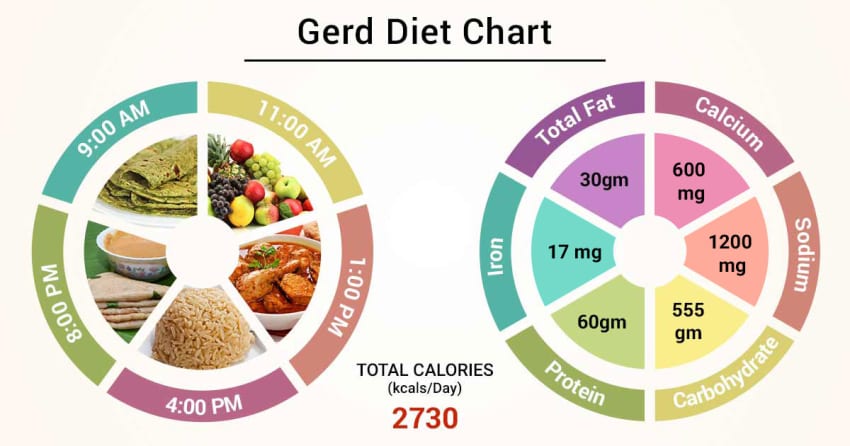 Gerd Diet Chart
9:00 AM
11:00 AM
1:00 PM
4:00 PM
8:00 PM
TOTAL CALORIES
(kcals/Day)
2730
Total Fat
30gm
Calcium
600
mg
Sodium
1200
mg
Carbohydrate
555
gm
Protein
60gm
Iron
17 mg